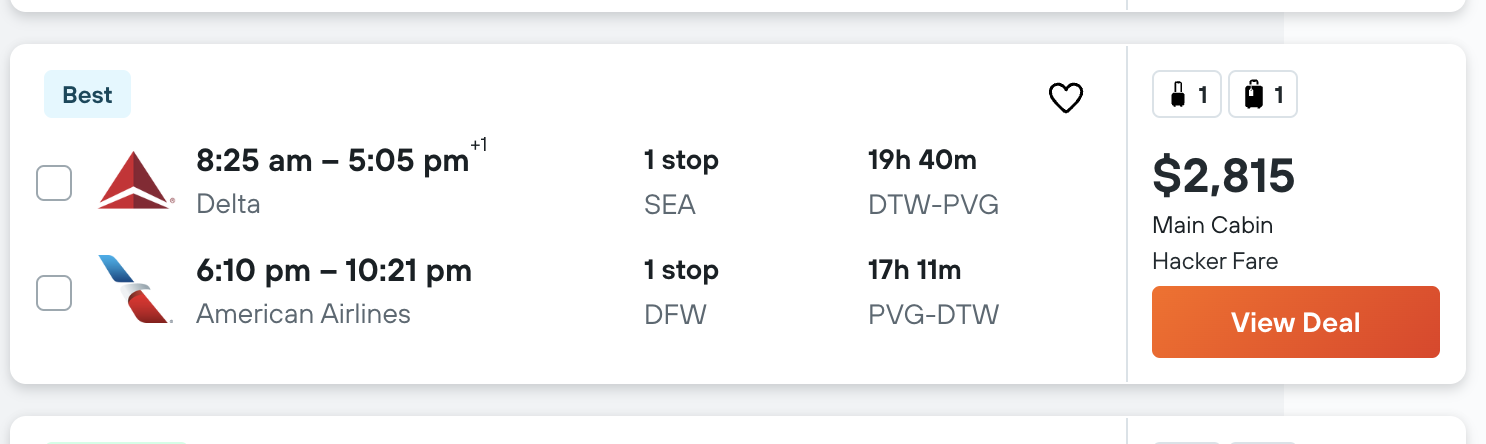 Best
1 1
8:25 am – 5:05 pm+1 1 stop 19h 40m
Delta SEA DTW-PVG
$2,815
Main Cabin
6:10 pm – 10:21 pm 1 stop 17h 11m
Hacker Fare
American Airlines DFW PVG-DTW
View Deal